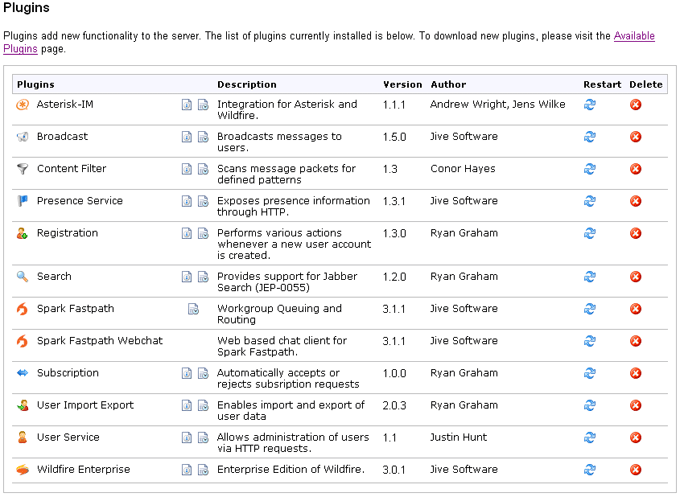 Plugins
Plugins add new functionality to the server. The list of plugins currently installed is below. To download new plugins, please visit the Available
Plugins page.
Plugins Description Version Author Restart Delete
Asterisk-IM Integration for Asterisk and 1.1.1 Andrew Wright, Jens Wilke
Wildfire.
Broadcast Broadcasts messages to 1.5.0 Jive Software
users.
Content Filter Scans message packets for 1.3 Conor Hayes
defined patterns
Presence Service Exposes presence information 1.3.1 Jive Software
through HTTP.
Registration Performs various actions 1.3.0 Ryan Graham
whenever a new user account
is created.
Search Provides support for Jabber 1.2.0 Ryan Graham
Search (JEP-0055)
Spark Fastpath Workgroup Queuing and 3.1.1 Jive Software
Routing
Spark Fastpath Webchat Web based chat client for 3.1.1 Jive Software
Spark Fastpath.
Subscription Automatically accepts or 1.0.0 Ryan Graham
rejects subsription requests
User Import Export Enables import and export of 2.0.3 Ryan Graham
user data
User Service Allows administration of users 1.1 Justin Hunt
via HTTP requests.
Wildfire Enterprise Enterprise Edition of Wildfire. 3.0.1 Jive Software